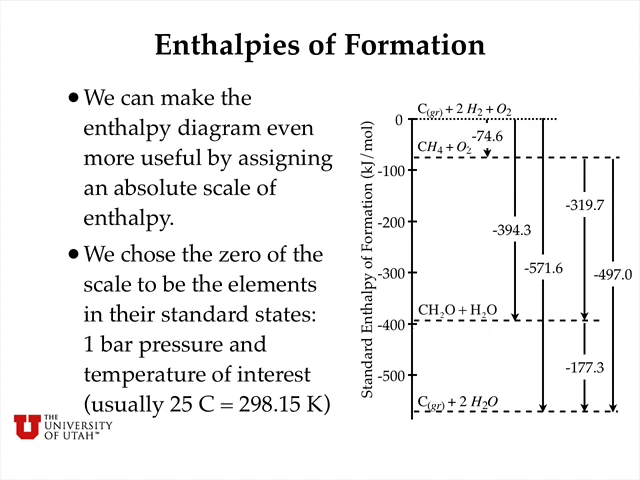 Enthalpies of Formation
• We can make the
enthalpy diagram even
more useful by assigning
an absolute scale of
enthalpy.
• We chose the zero of the
scale to be the elements
in their standard states:
1 bar pressure and
temperature of interest
(usually 25 C = 298.15 K)
THE
UNIVERSITY
OF UTAH™
Standard Enthalpy of Formation (kJ/mol)
C(gr) + 2 H2 + O2
0
-74.6
CH4 + O2
-100
-319.7
-200
-394.3
-571.6
-300
-497.0
CH2O + H2O
-400
-177.3
-500
C(gr) + 2 H2O